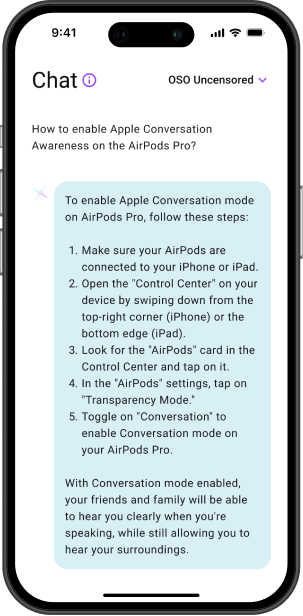 9:41
Chat
OSO Uncensored
How to enable Apple Conversation
Awareness on the AirPods Pro?
To enable Apple Conversation mode
on AirPods Pro, follow these steps:
1. Make sure your AirPods are
connected to your iPhone or iPad.
2. Open the "Control Center" on your
device by swiping down from the
top-right corner (iPhone) or the
bottom edge (iPad).
3. Look for the "AirPods" card in the
Control Center and tap on it.
4. In the "AirPods" settings, tap on
"Transparency Mode."
5. Toggle on "Conversation" to
enable Conversation mode on
your AirPods Pro.
With Conversation mode enabled,
your friends and family will be able
to hear you clearly when you're
speaking, while still allowing you to
hear your surroundings.